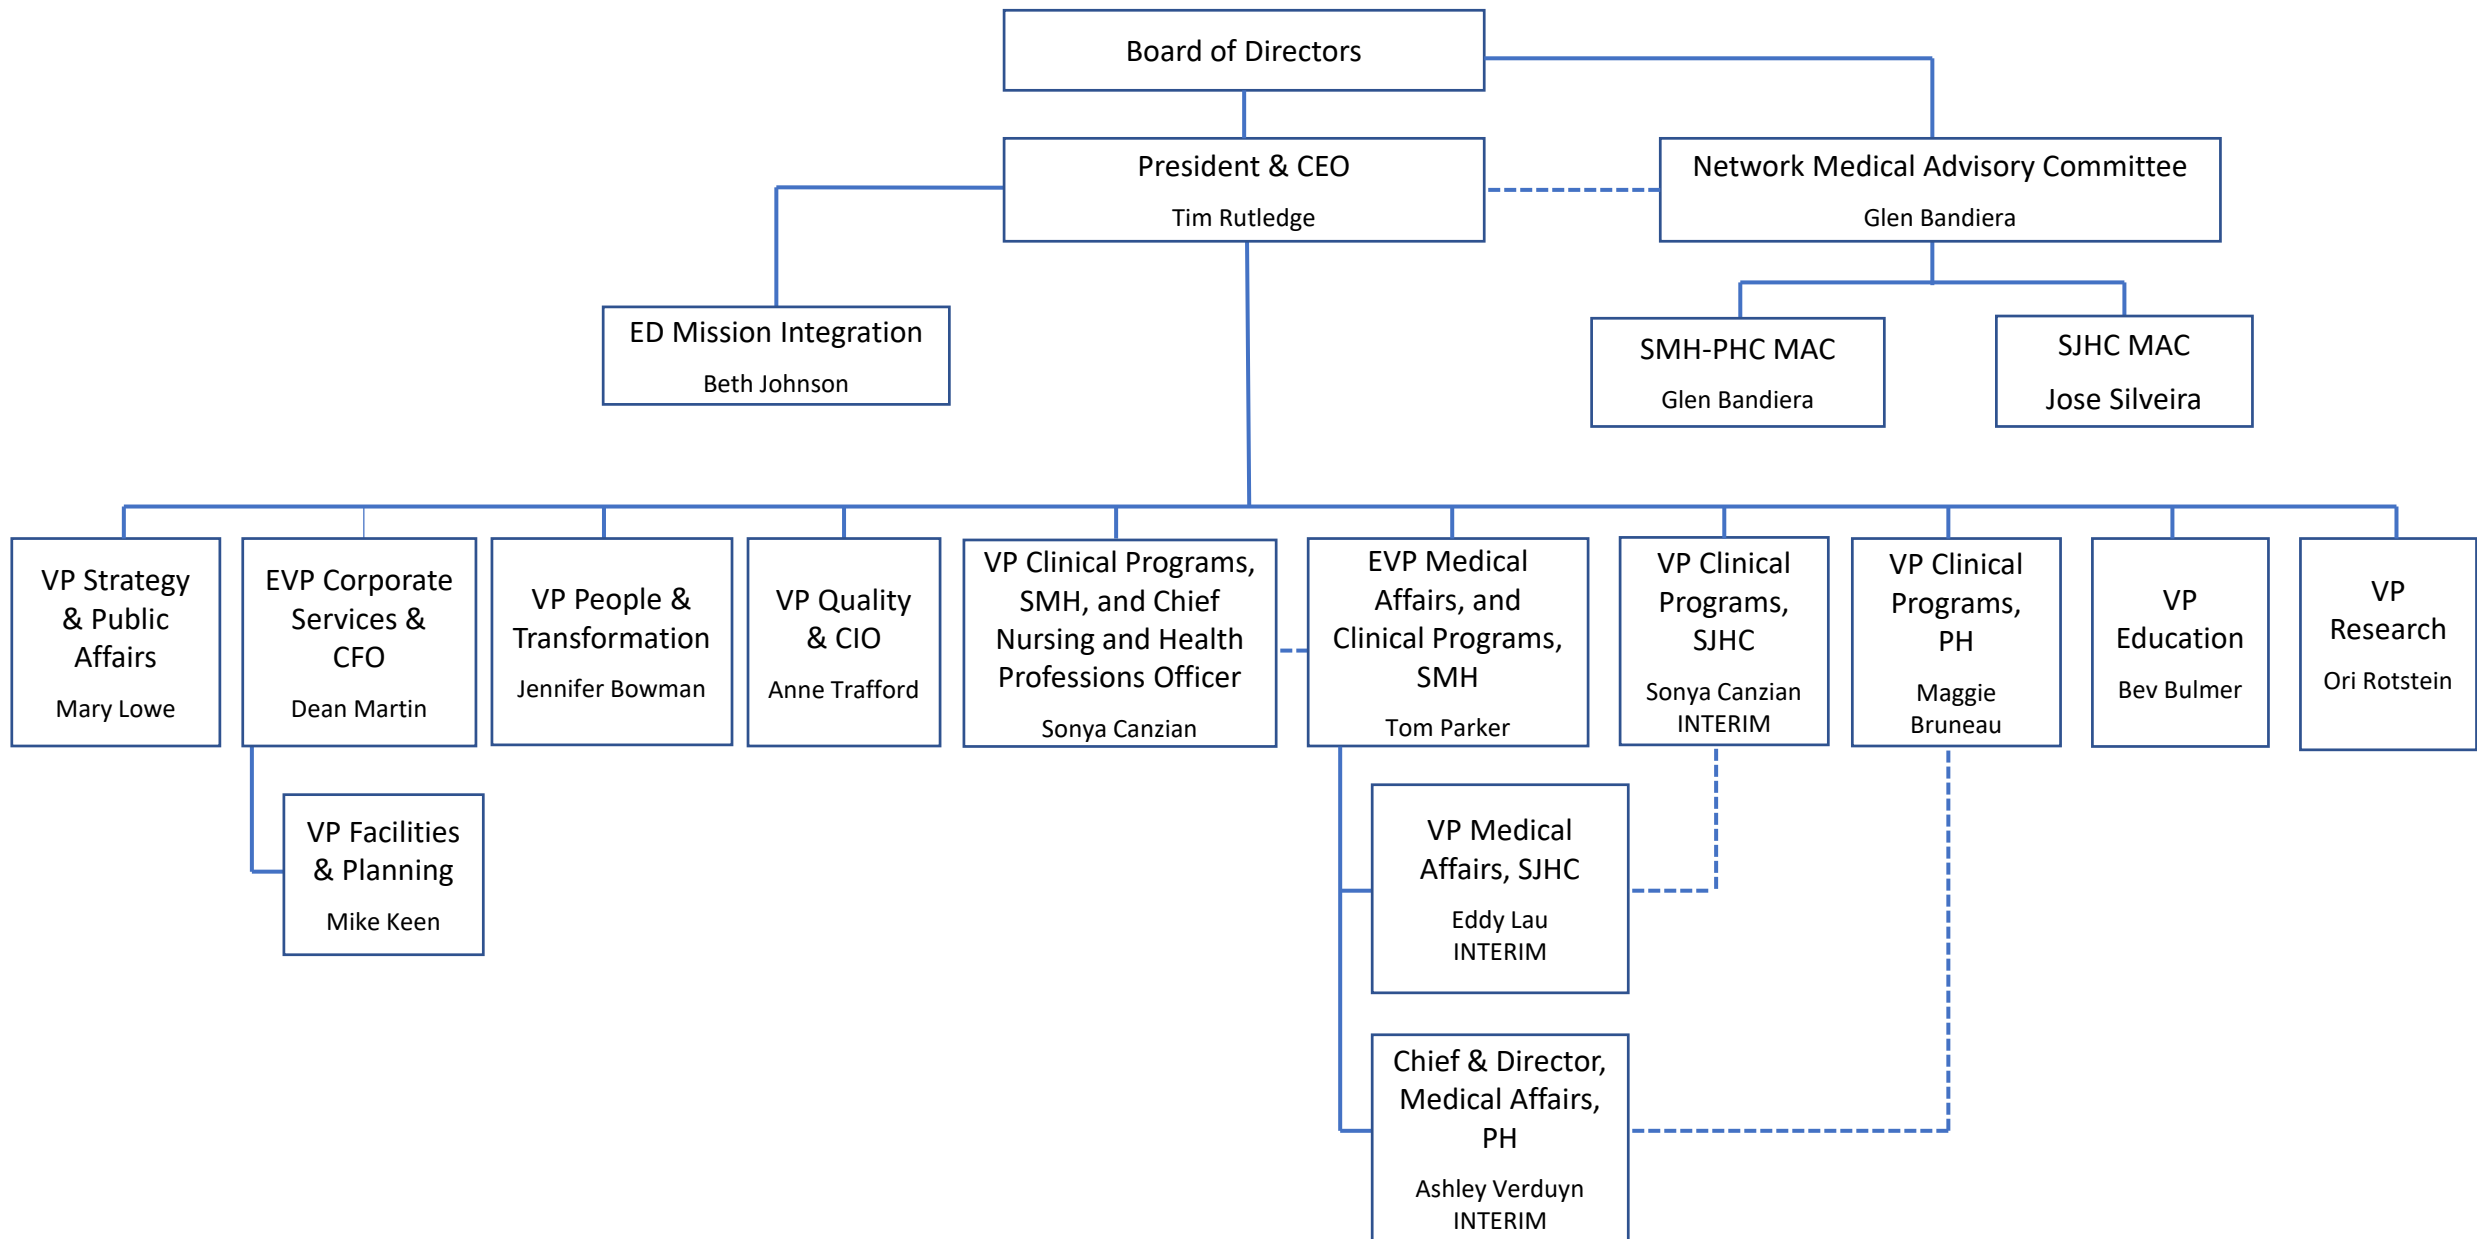 Board of Directors
President & CEO
Tim Rutledge
Network Medical Advisory Committee
Glen Bandiera
ED Mission Integration
Beth Johnson
SMH-PHC MAC
Glen Bandiera
SJHC MAC
Jose Silveira
VP Strategy
& Public
Affairs
Mary Lowe
EVP Corporate
Services &
CFO
Dean Martin
VP People &
Transformation
Jennifer Bowman
VP Quality
& CIO
Anne Trafford
VP Clinical Programs,
SMH, and Chief
Nursing and Health
Professions Officer
Sonya Canzian
EVP Medical
Affairs, and
Clinical Programs,
SMH
Tom Parker
VP Clinical
Programs,
SJHC
Sonya Canzian
INTERIM
VP Clinical
Programs,
PH
Maggie
Bruneau
VP
Education
Bev Bulmer
VP
Research
Ori Rotstein
VP Facilities
& Planning
Mike Keen
VP Medical
Affairs, SJHC
Eddy Lau
INTERIM
Chief & Director,
Medical Affairs,
PH
Ashley Verduyn
INTERIM